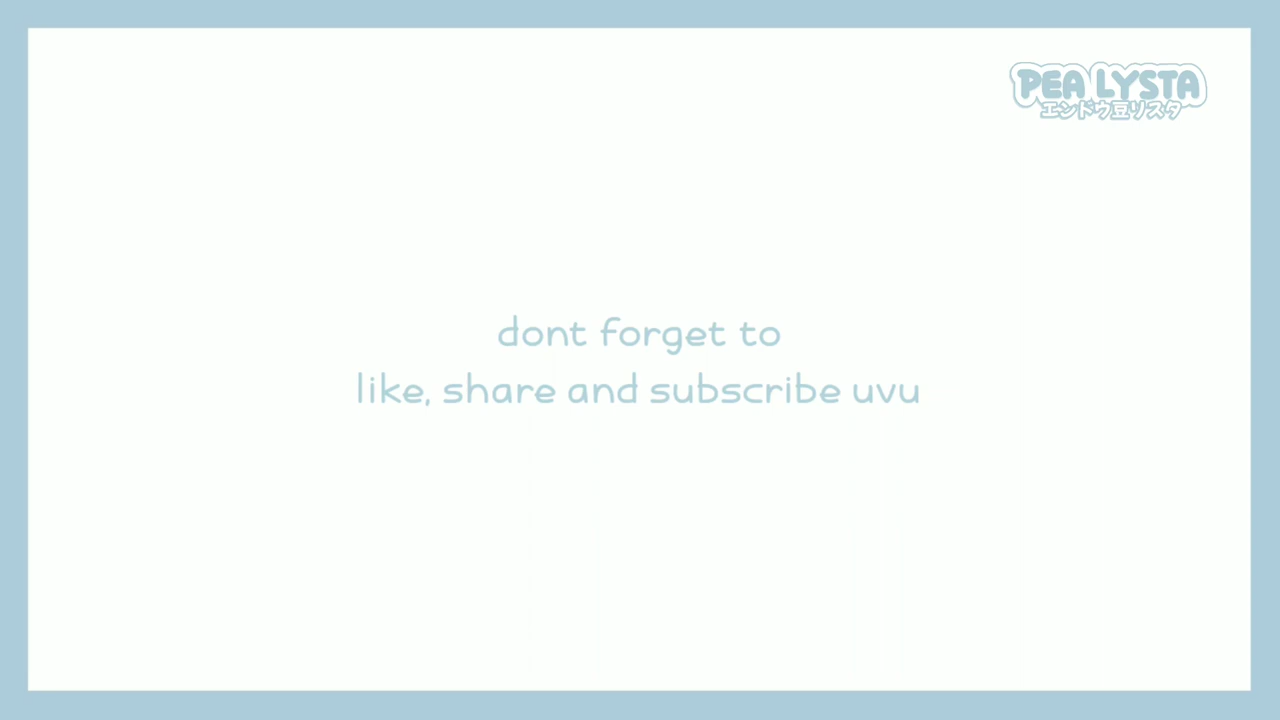 PEA LYSTA
エンドウ豆リスタ
dont forget to
like, share and subscribe uvu